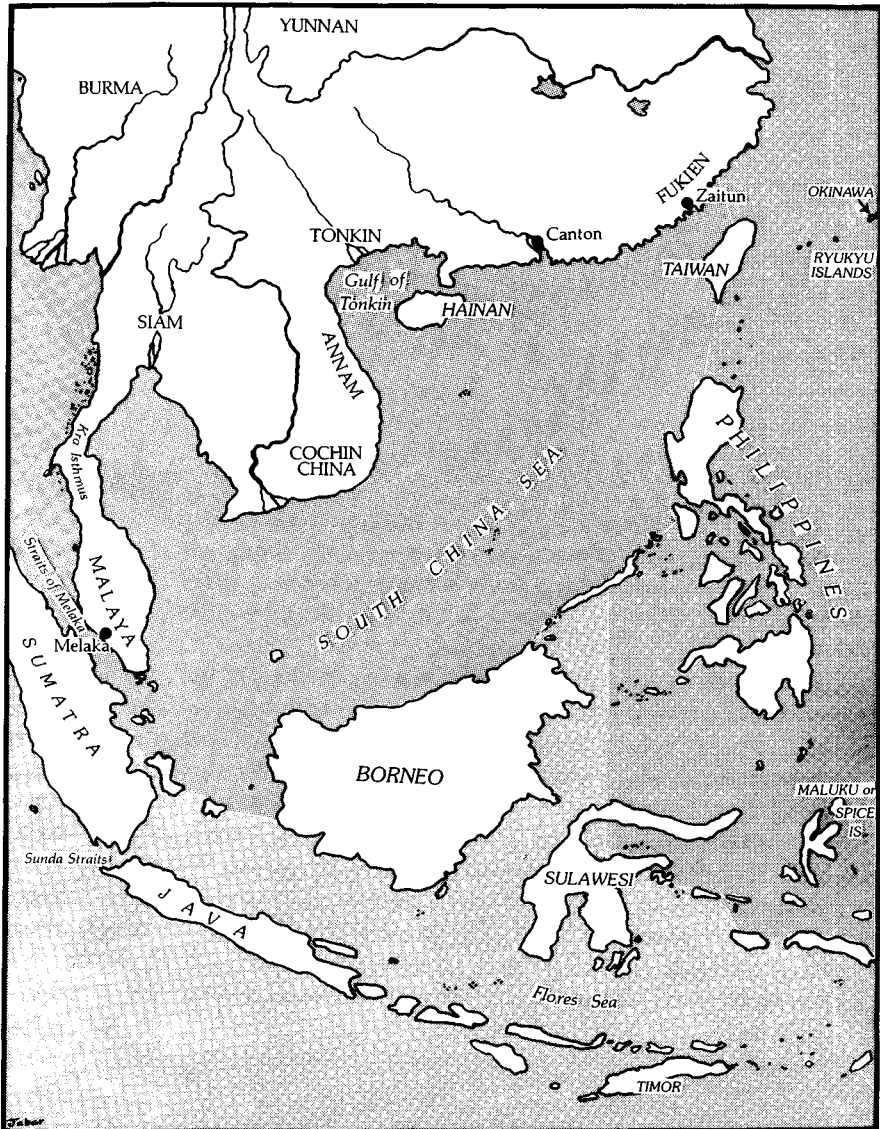 YUNNAN
BURMA
FUKIEN
Zaitun
OKINAWA
Canton
TONKIN
Gulf of
Tonkin
HAINAN
TAIWAN
RYUKYU
ISLANDS
SIAM
ANNAM
Kra Isthmus
COCHIN
CHINA
PHILIPPINES
SOUTH CHINA SEA
Straits of Melaka
MALAYA
Melaka
SUMATRA
BORNEO
MALUKU or
SPICE
IS.
Sunda Straits
JAVA
SULAWESI
Flores Sea
TIMOR
Jabar